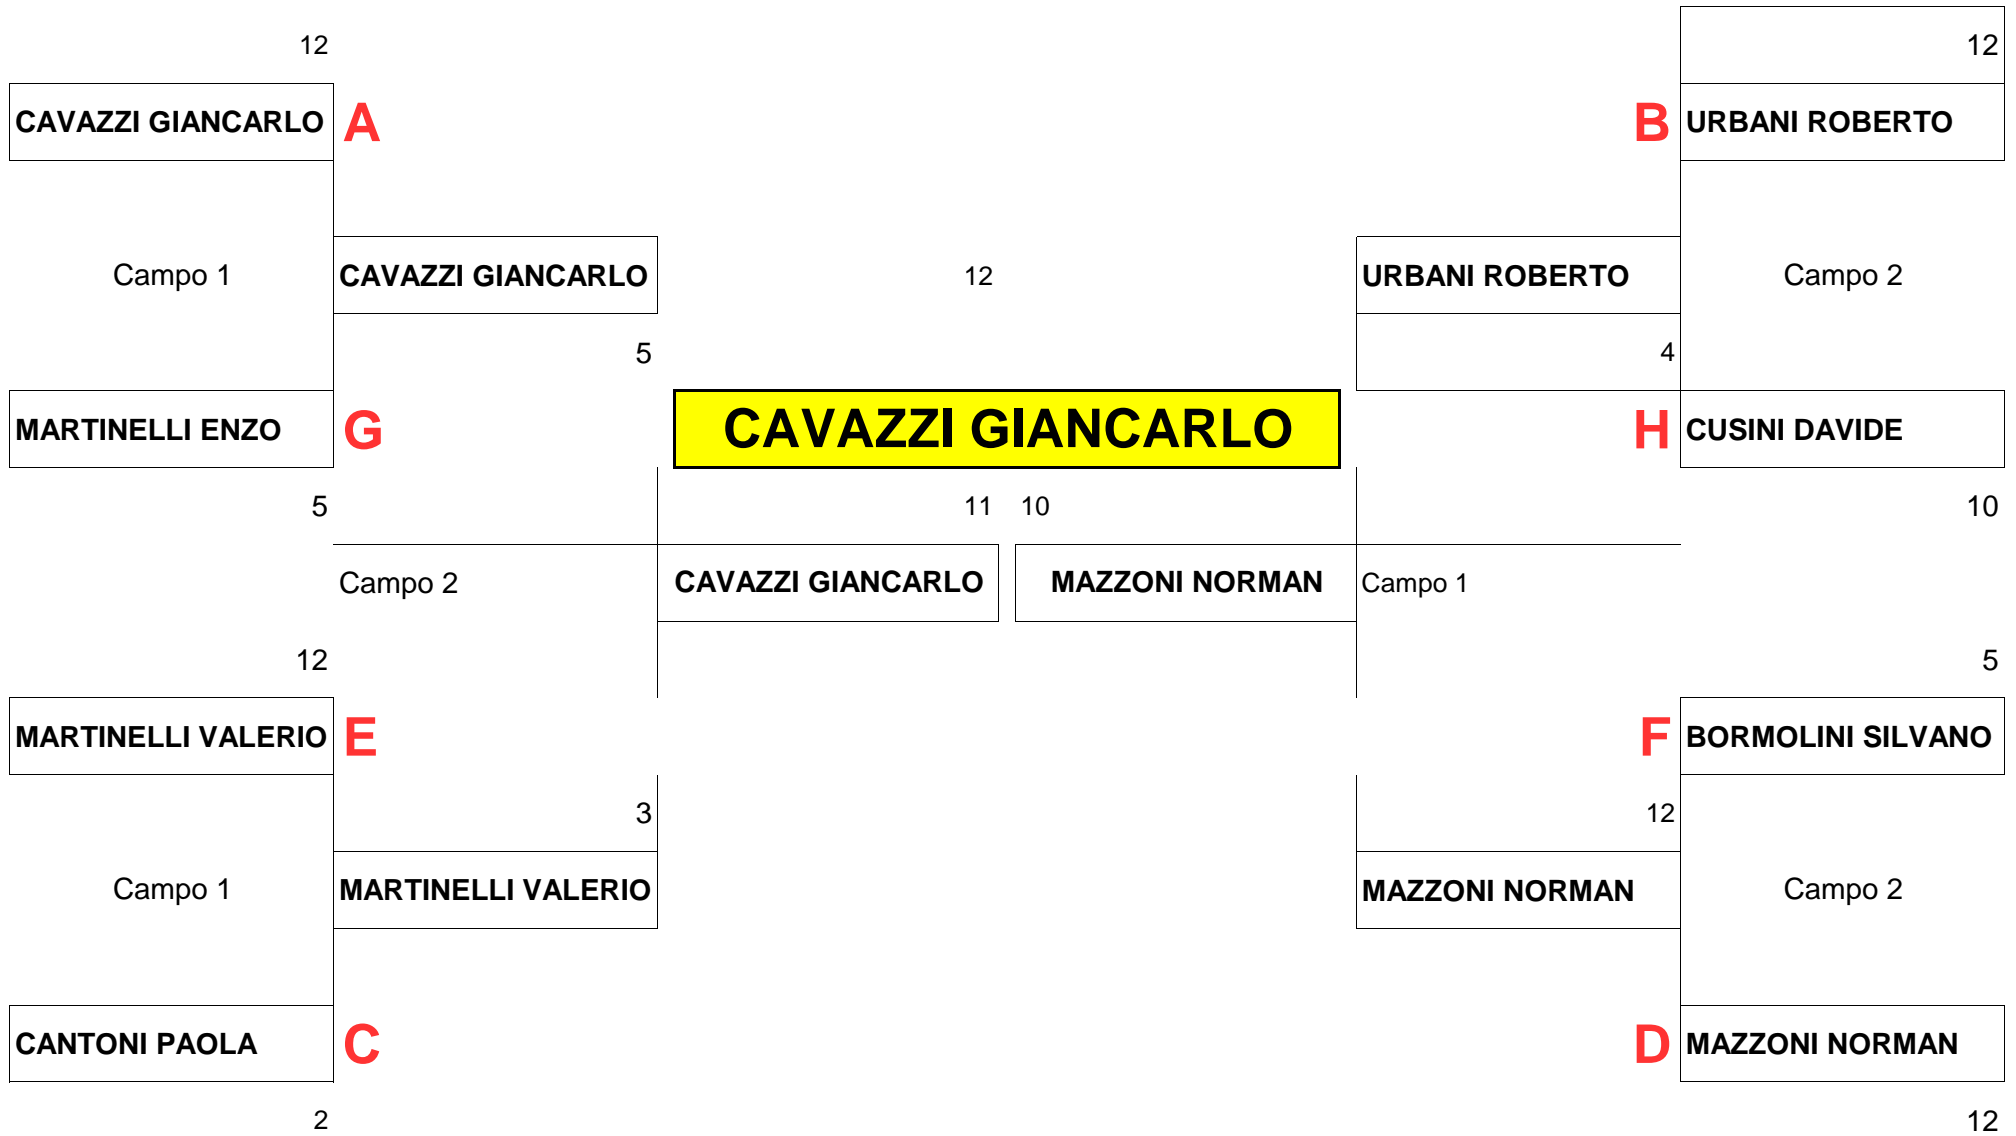 12 12
CAVAZZI GIANCARLO A B URBANI ROBERTO
Campo 1 CAVAZZI GIANCARLO 12 URBANI ROBERTO Campo 2
5 4
MARTINELLI ENZO G CAVAZZI GIANCARLO H CUSINI DAVIDE
5 11 10 10
Campo 2 CAVAZZI GIANCARLO MAZZONI NORMAN Campo 1
12 5
MARTINELLI VALERIO E F BORMOLINI SILVANO
3 12
Campo 1 MARTINELLI VALERIO MAZZONI NORMAN Campo 2
CANTONI PAOLA C D MAZZONI NORMAN
2 12